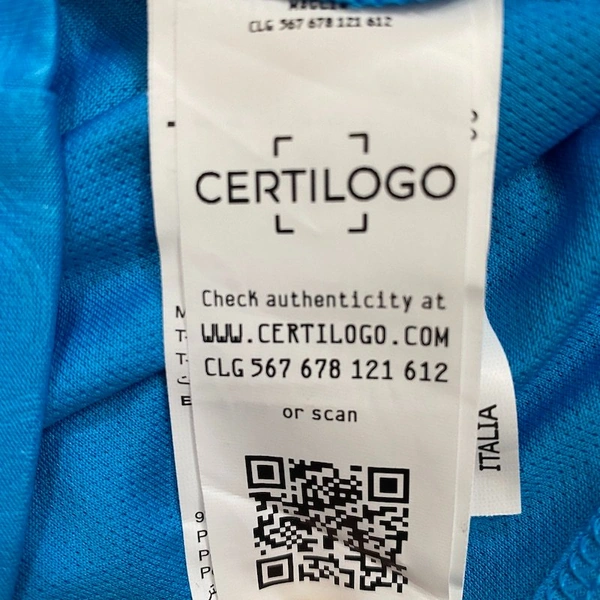 CLG 567 678 121 612
CERTILOGO
Check authenticity at
WWW.CERTILOGO.COM
CLG 567 678 121 612
or scan
ITALIA
M
T-
T-
E
9
P
P
P